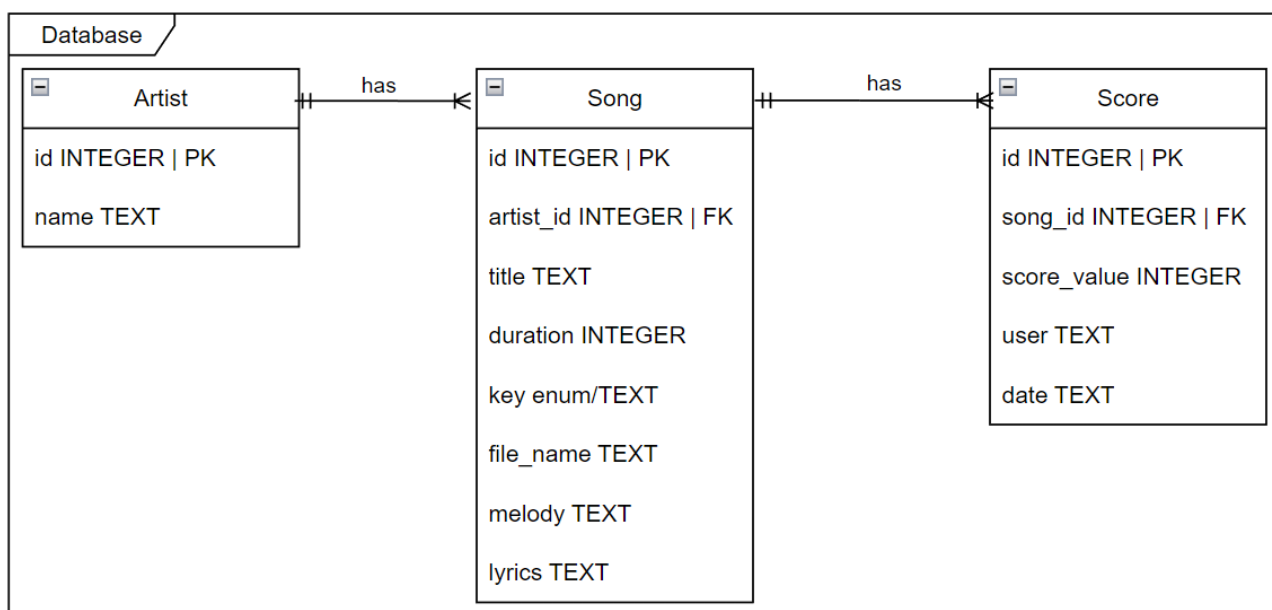 Database
Artist
id INTEGER | PK
name TEXT
has
Song
id INTEGER | PK
artist_id INTEGER | FK
title TEXT
duration INTEGER
key enum/TEXT
file_name TEXT
melody TEXT
lyrics TEXT
has
Score
id INTEGER | PK
song_id INTEGER | FK
score_value INTEGER
user TEXT
date TEXT